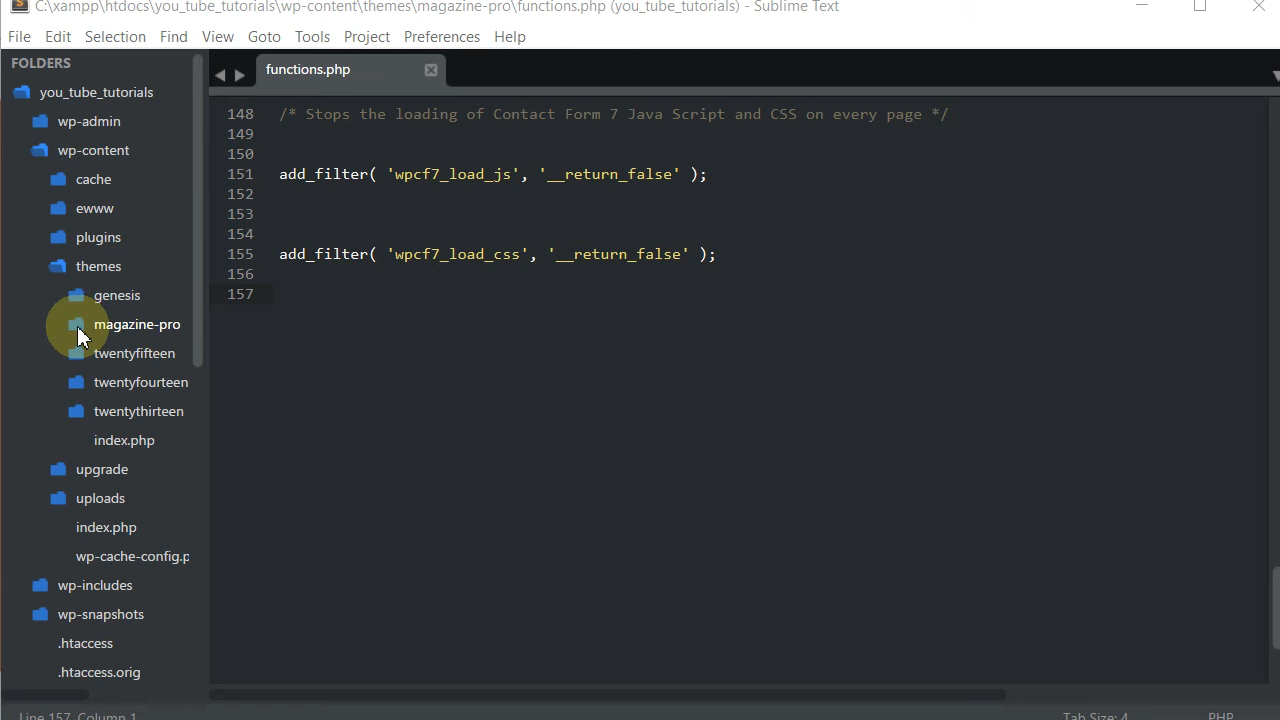 C:\xampp\htdocs\you_tube_tutorials\wp-content\themes\magazine-pro\functions.php (you_tube_tutorials) - Sublime Text
File Edit Selection Find View Goto Tools Project Preferences Help
FOLDERS
you_tube_tutorials
wp-admin
wp-content
cache
ewww
plugins
themes
genesis
magazine-pro
twentyfifteen
twentyfourteen
twentythirteen
index.php
upgrade
uploads
index.php
wp-cache-config.p
wp-includes
wp-snapshots
.htaccess
.htaccess.orig
functions.php
148 /* Stops the loading of Contact Form 7 Java Script and CSS on every page */
149
150
151 add_filter( 'wpcf7_load_js', '__return_false' );
152
153
154
155 add_filter( 'wpcf7_load_css', '__return_false' );
156
157
Line 157, Column 1
Tab Size: 4 PHP